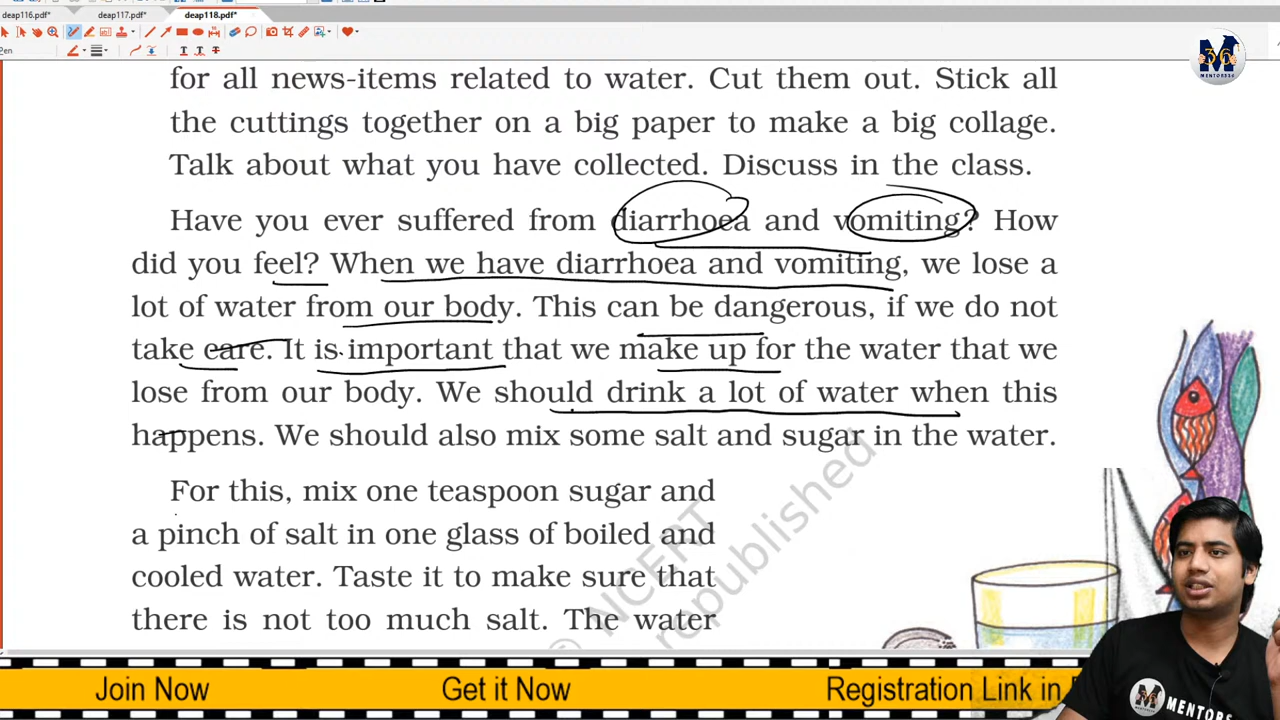 deap116.pdf* deap117.pdf* deap118.pdf*
Pen
M36
MENTORS36
for all news-items related to water. Cut them out. Stick all
the cuttings together on a big paper to make a big collage.
Talk about what you have collected. Discuss in the class.
Have you ever suffered from diarrhoea and vomiting? How
did you feel? When we have diarrhoea and vomiting, we lose a
lot of water from our body. This can be dangerous, if we do not
take care. It is important that we make up for the water that we
lose from our body. We should drink a lot of water when this
happens. We should also mix some salt and sugar in the water.
For this, mix one teaspoon sugar and
a pinch of salt in one glass of boiled and
cooled water. Taste it to make sure that
there is not too much salt. The water
© NCERT
republished
MENTORS
Join Now Get it Now Registration Link in